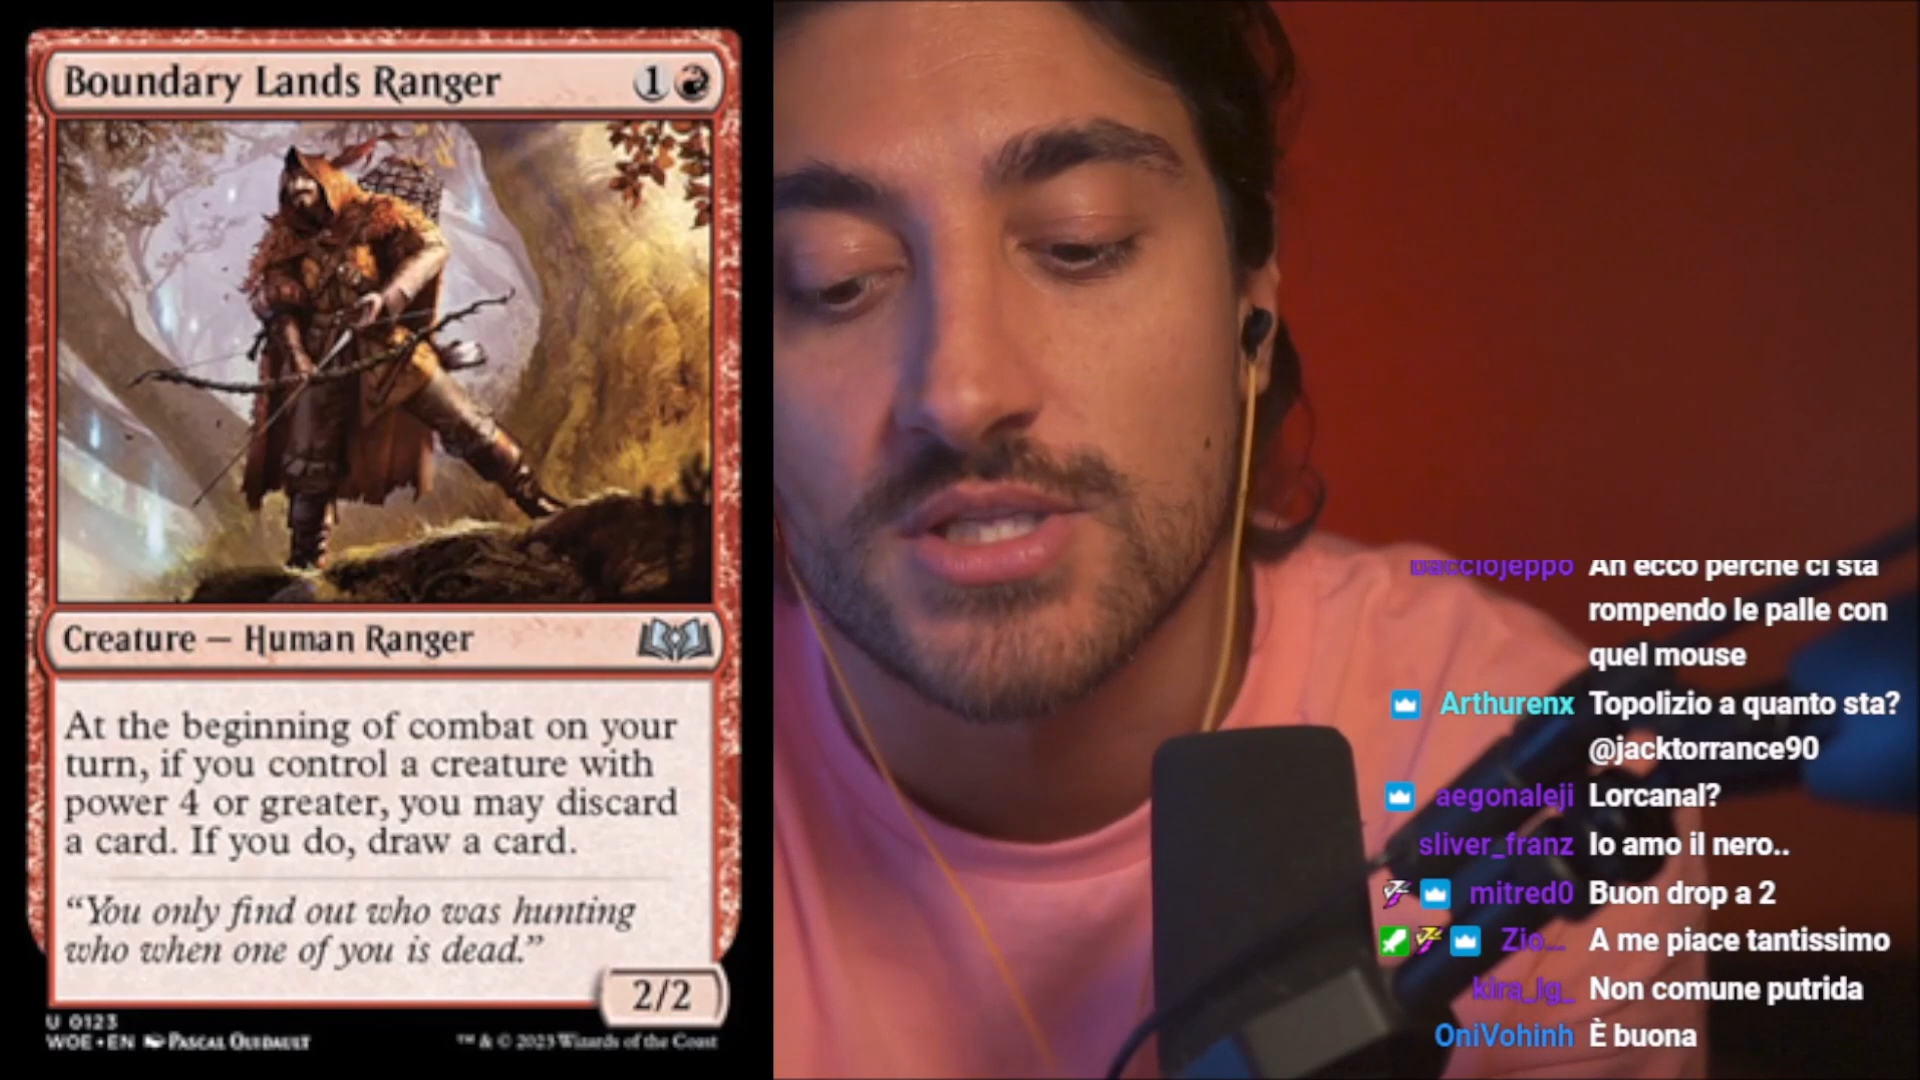 Boundary Lands Ranger 1
Creature — Human Ranger
At the beginning of combat on your
turn, if you control a creature with
power 4 or greater, you may discard
a card. If you do, draw a card.
“You only find out who was hunting
who when one of you is dead.”
2/2
U 0123
WOE • EN PASCAL QUIDAULT
™ & © 2023 Wizards of the Coast
bacciojeppo Ah ecco perché ci sta
rompendo le palle con
quel mouse
Arthurenx Topolizio a quanto sta?
@jacktorrance90
aegonaleji Lorcanal?
sliver_franz Io amo il nero..
mitred0 Buon drop a 2
Zio... A me piace tantissimo
kira_lg_ Non comune putrida
OniVohinh È buona